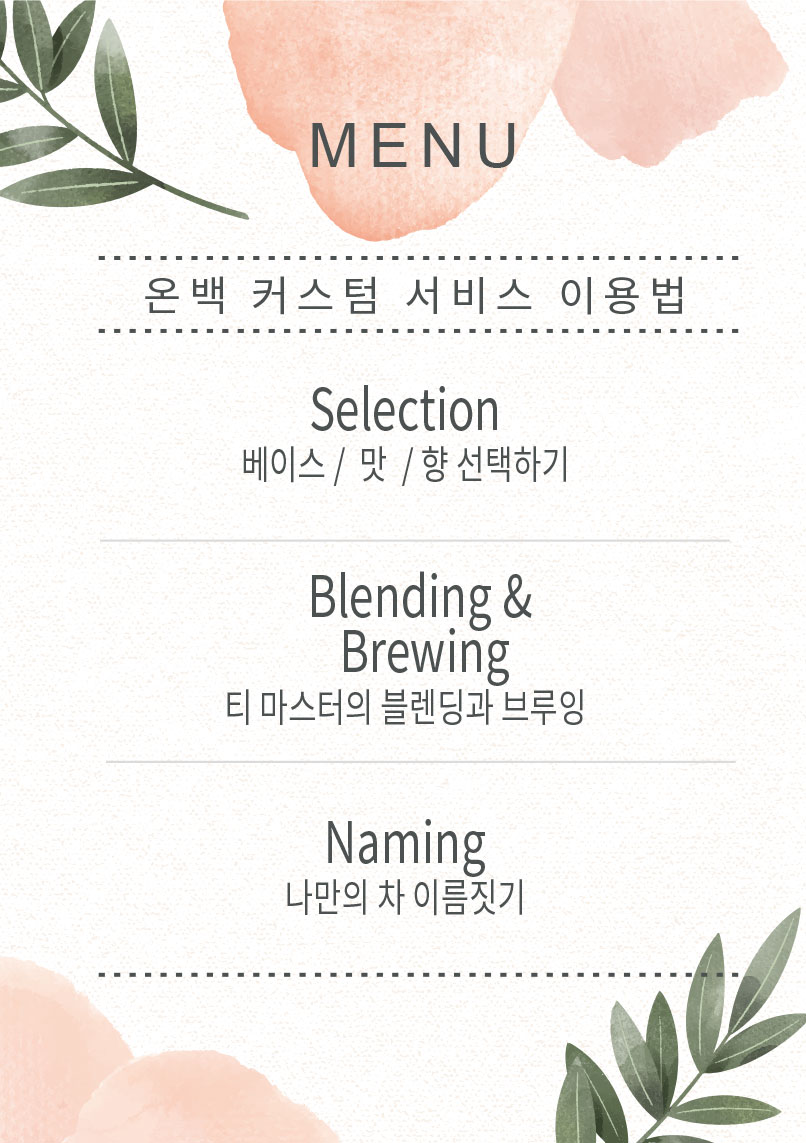 MENU
온백 커스텀 서비스 이용법
Selection
베이스 / 맛 / 향 선택하기
Blending &
Brewing
티 마스터의 블렌딩과 브루잉
Naming
나만의 차 이름짓기